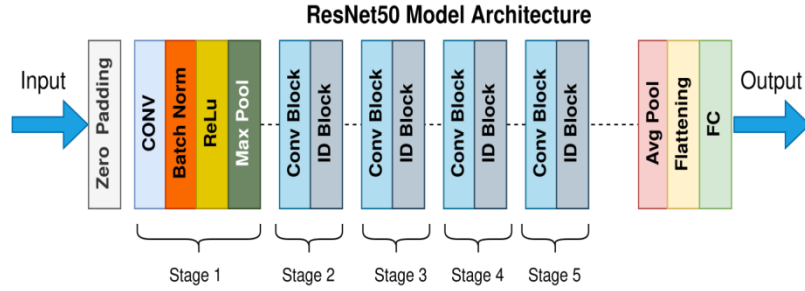 ResNet50 Model Architecture
Input
Zero Padding
CONV
Batch Norm
ReLu
Max Pool
Conv Block
ID Block
Conv Block
ID Block
Conv Block
ID Block
Conv Block
ID Block
Avg Pool
Flattening
FC
Output
Stage 1
Stage 2
Stage 3
Stage 4
Stage 5